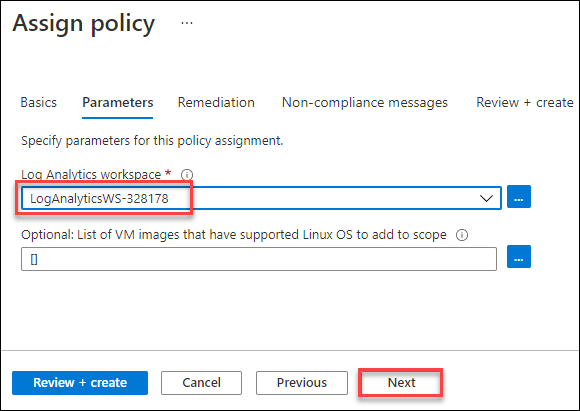 Assign policy ...
Basics Parameters Remediation Non-compliance messages Review + create
Specify parameters for this policy assignment.
Log Analytics workspace * i
LogAnalyticsWS-328178 ...
Optional: List of VM images that have supported Linux OS to add to scope i
[] ...
Review + create Cancel Previous Next